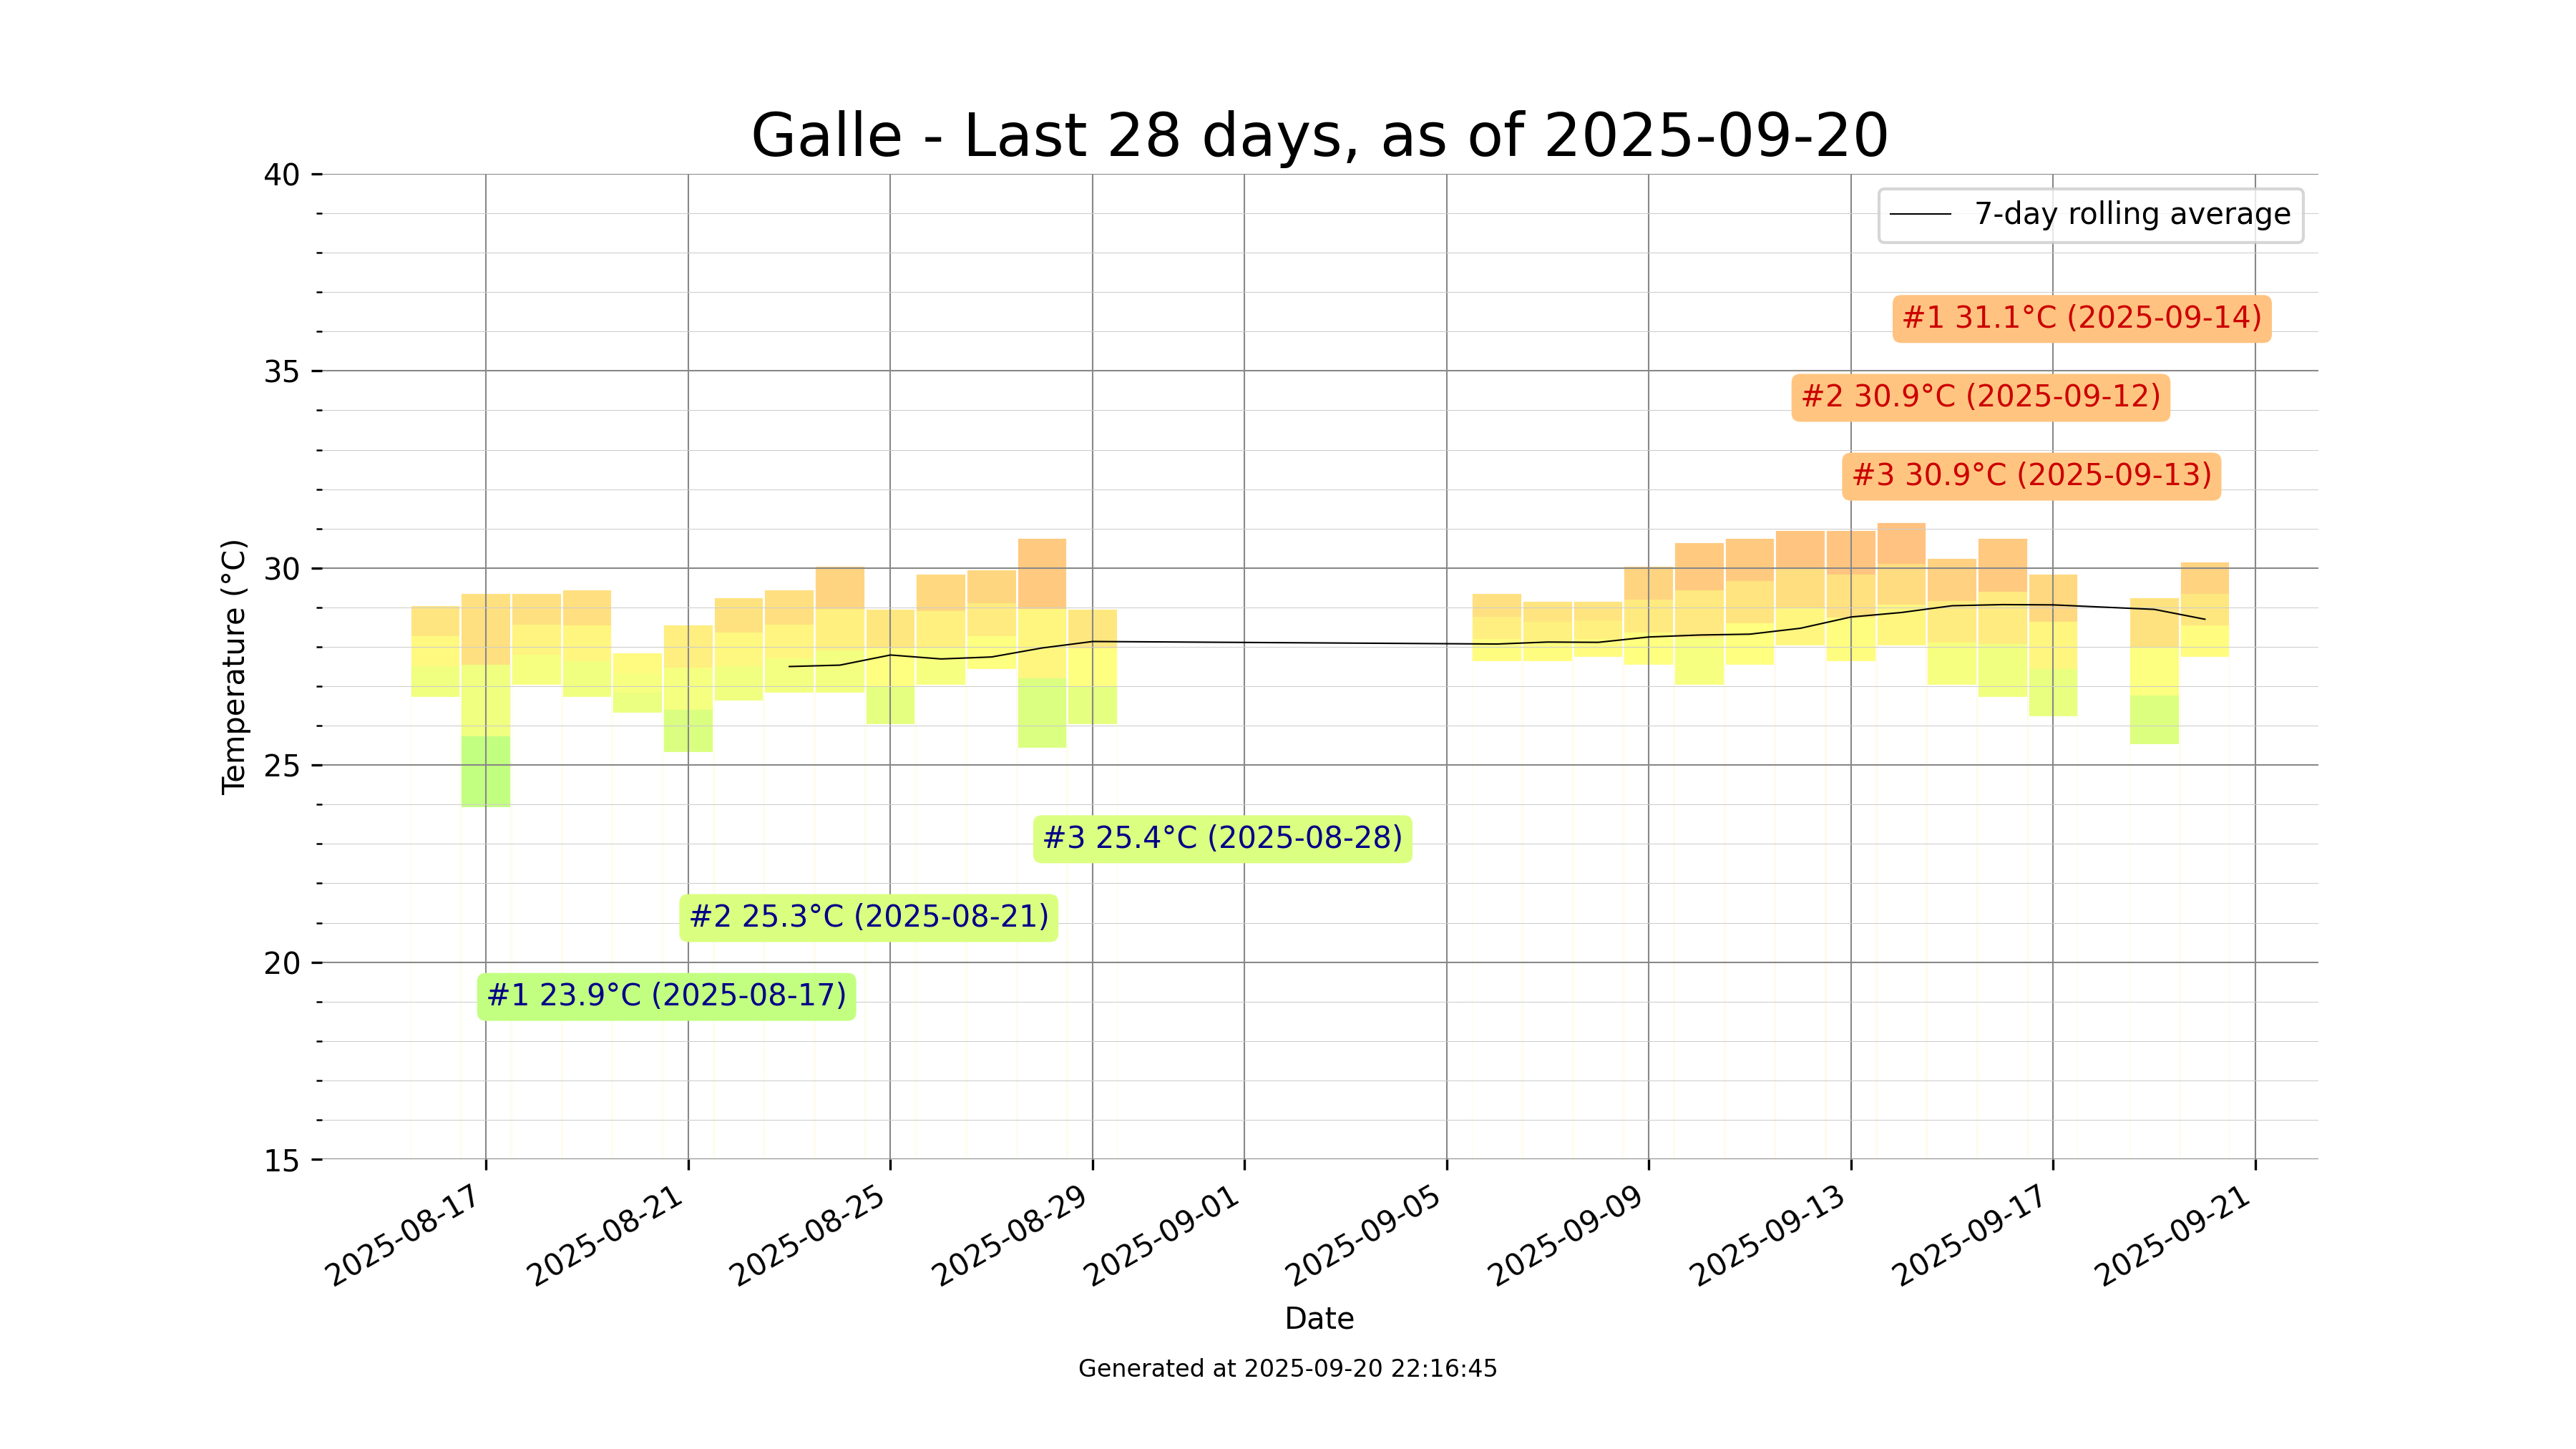 Galle - Last 28 days, as of 2025-09-20
40
7-day rolling average
#1 31.1°C (2025-09-14)
35
#2 30.9°C (2025-09-12)
#3 30.9°C (2025-09-13)
30
Temperature (°C)
25
#3 25.4°C (2025-08-28)
#2 25.3°C (2025-08-21)
20
#1 23.9°C (2025-08-17)
15
2025-08-17
2025-08-21
2025-08-25
2025-08-29
2025-09-01
2025-09-05
2025-09-09
2025-09-13
2025-09-17
2025-09-21
Date
Generated at 2025-09-20 22:16:45